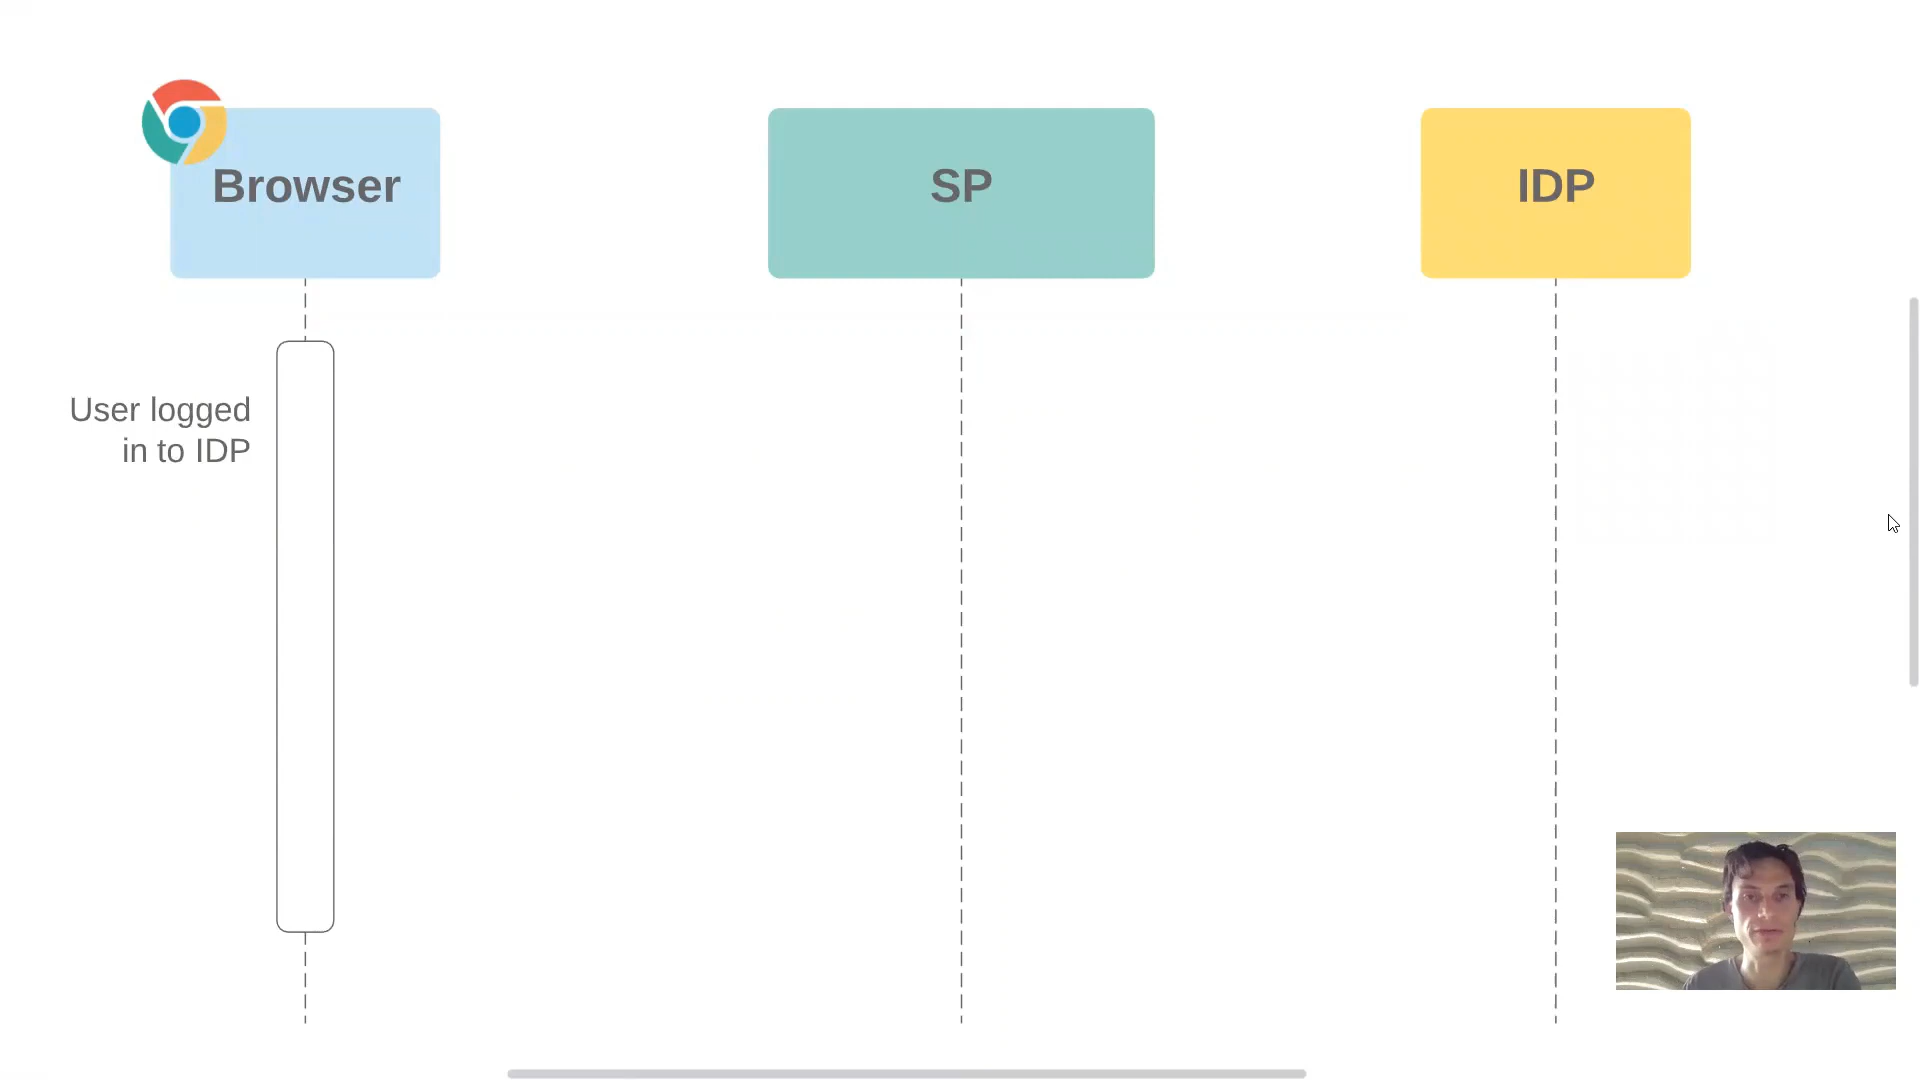 Browser
SP
IDP
User logged
in to IDP